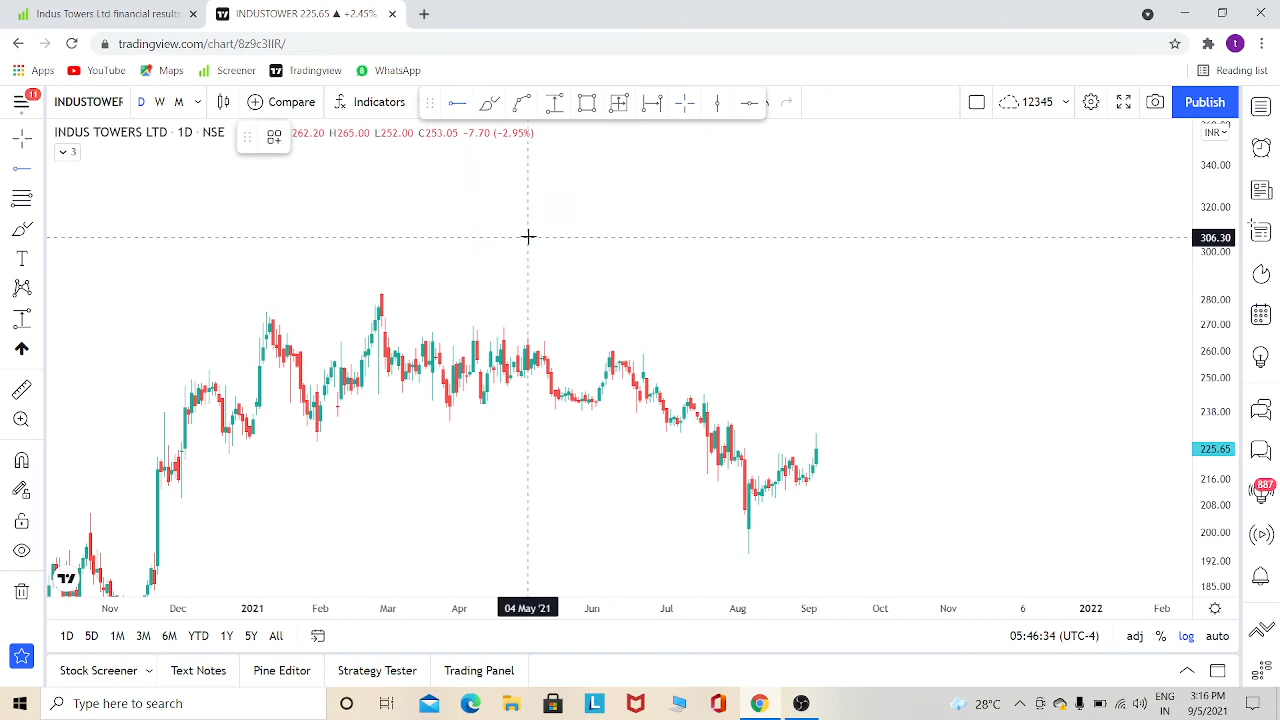 Indus Towers Ltd financial results
INDUSTOWER 225.65 ▲ +2.45%
tradingview.com/chart/8z9c3IIR/
t
Apps
YouTube
Maps
Screener
Tradingview
8
WhatsApp
Reading list
11
INDUSTOWER
D
W
M
Compare
Indicators
12345
Publish
INDUS TOWERS LTD · 1D · NSE
262.20 H265.00 L252.00 C253.05 −7.70 (−2.95%)
INR
3
340.00
320.00
306.30
300.00
280.00
270.00
260.00
250.00
238.00
225.65
216.00
208.00
200.00
192.00
185.00
887
Nov
Dec
2021
Feb
Mar
Apr
04 May '21
Jun
Jul
Aug
Sep
Oct
Nov
6
2022
Feb
1D
5D
1M
3M
6M
YTD
1Y
5Y
All
05:46:34 (UTC-4)
adj
%
log
auto
Stock Screener
Text Notes
Pine Editor
Strategy Tester
Trading Panel
Type here to search
28°C
ENG
IN
3:16 PM
9/5/2021